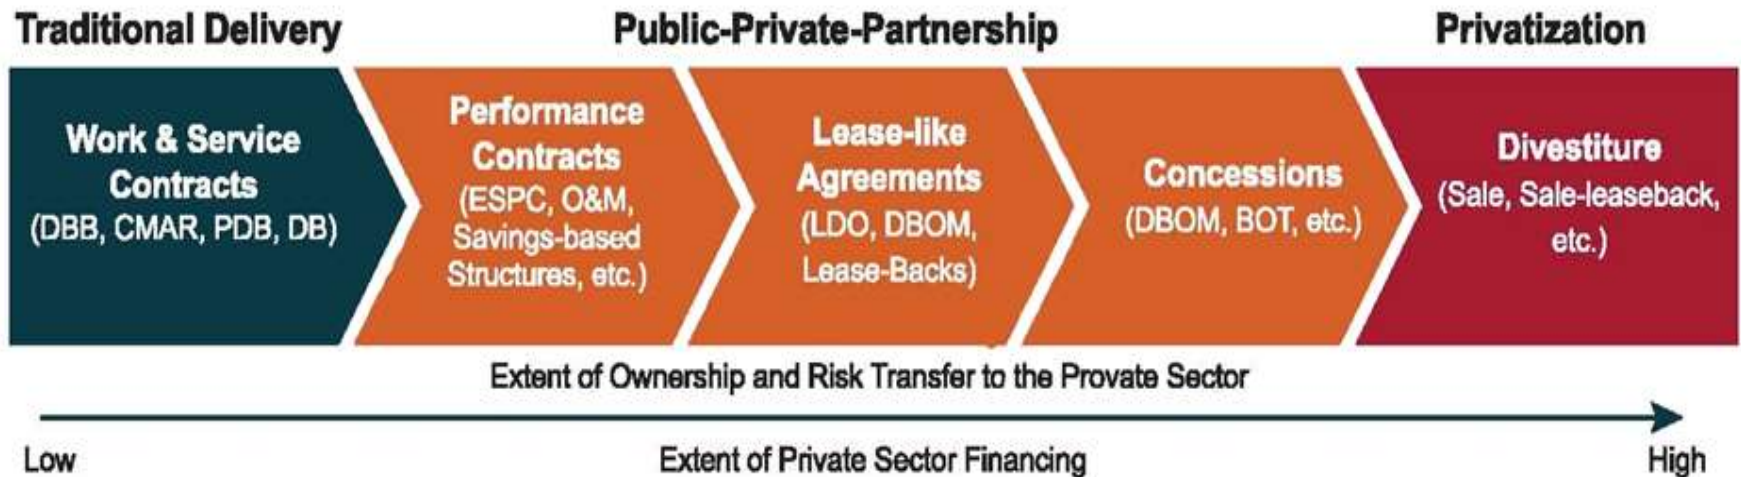 Traditional Delivery
Public-Private-Partnership
Privatization
Work & Service
Contracts
(DBB, CMAR, PDB, DB)
Performance
Contracts
(ESPC, O&M,
Savings-based
Structures, etc.)
Lease-like
Agreements
(LDO, DBOM,
Lease-Backs)
Concessions
(DBOM, BOT, etc.)
Divestiture
(Sale, Sale-leaseback,
etc.)
Extent of Ownership and Risk Transfer to the Provate Sector
Low
Extent of Private Sector Financing
High